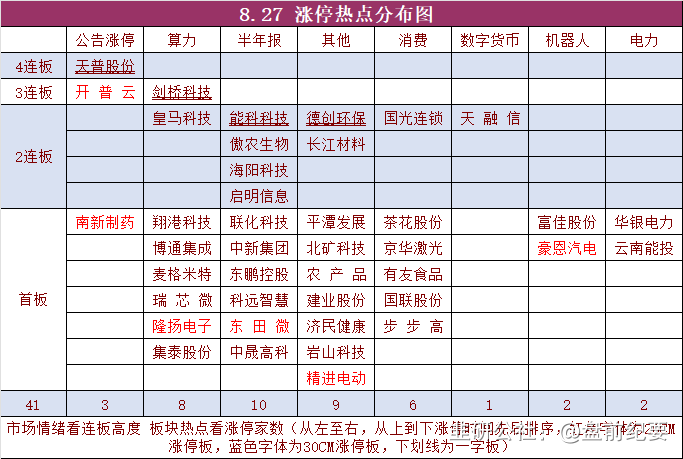 8.27 涨停热点分布图
公告涨停 算力 半年报 其他 消费 数字货币 机器人 电力
4连板 天普股份
3连板 开普云 剑桥科技
2连板 皇马科技 能科科技 德创环保 国光连锁 天融信
傲农生物 长江材料
海阳科技
启明信息
首板 南新制药 翔港科技 联化科技 平潭发展 茶花股份 富佳股份 华银电力
博通集成 中新集团 北矿科技 京华激光 豪恩汽电 云南能投
麦格米特 东鹏控股 农产品 有友食品
瑞芯微 科远智慧 建业股份 国联股份
隆扬电子 东田微 济民健康 步步高
集泰股份 中晟高科 岩山科技
精进电动
41 3 8 10 9 6 1 2 2
市场情绪看连板高度 板块热点看涨停家数（从左至右，从上到下涨停时间先后排序，红色字体为20CM
涨停板，蓝色字体为30CM涨停板，下划线为一字板）
@盘前纪要